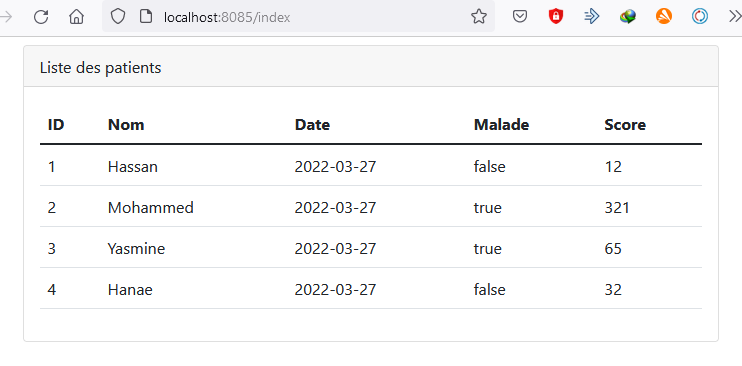 localhost:8085/index
Liste des patients
ID Nom Date Malade Score
1 Hassan 2022-03-27 false 12
2 Mohammed 2022-03-27 true 321
3 Yasmine 2022-03-27 true 65
4 Hanae 2022-03-27 false 32